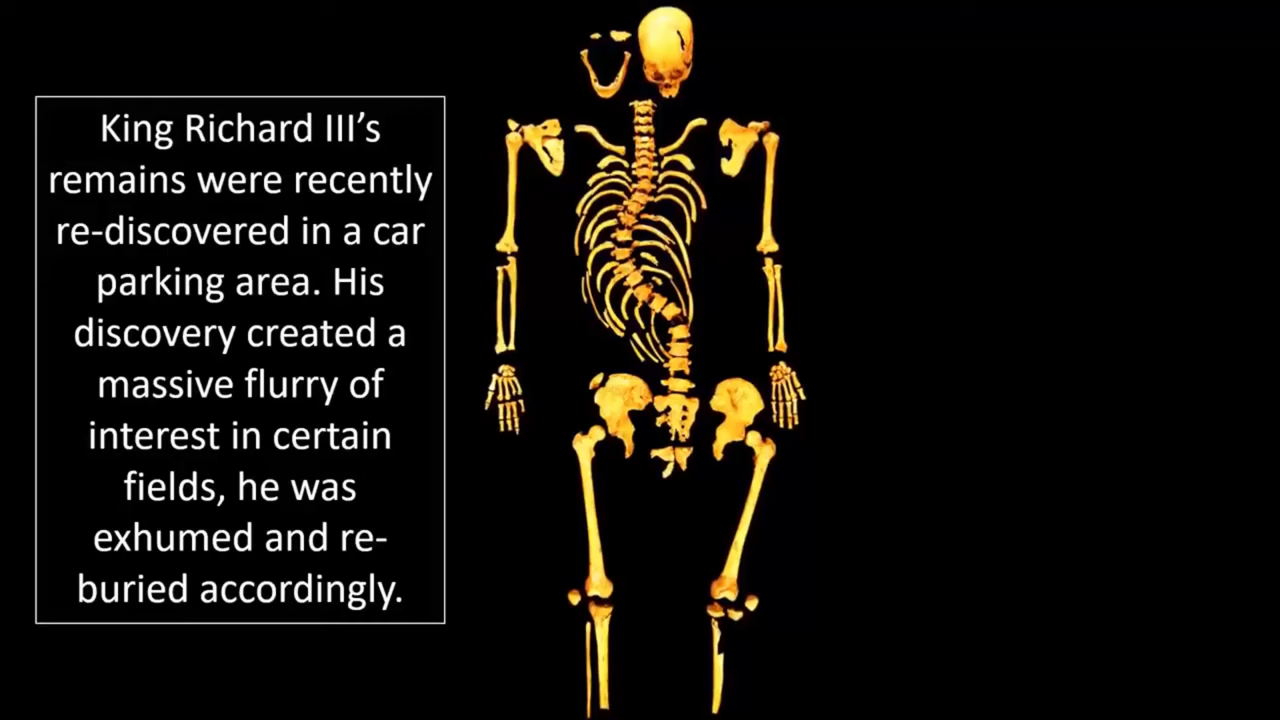 King Richard III’s
remains were recently
re-discovered in a car
parking area. His
discovery created a
massive flurry of
interest in certain
fields, he was
exhumed and re-
buried accordingly.